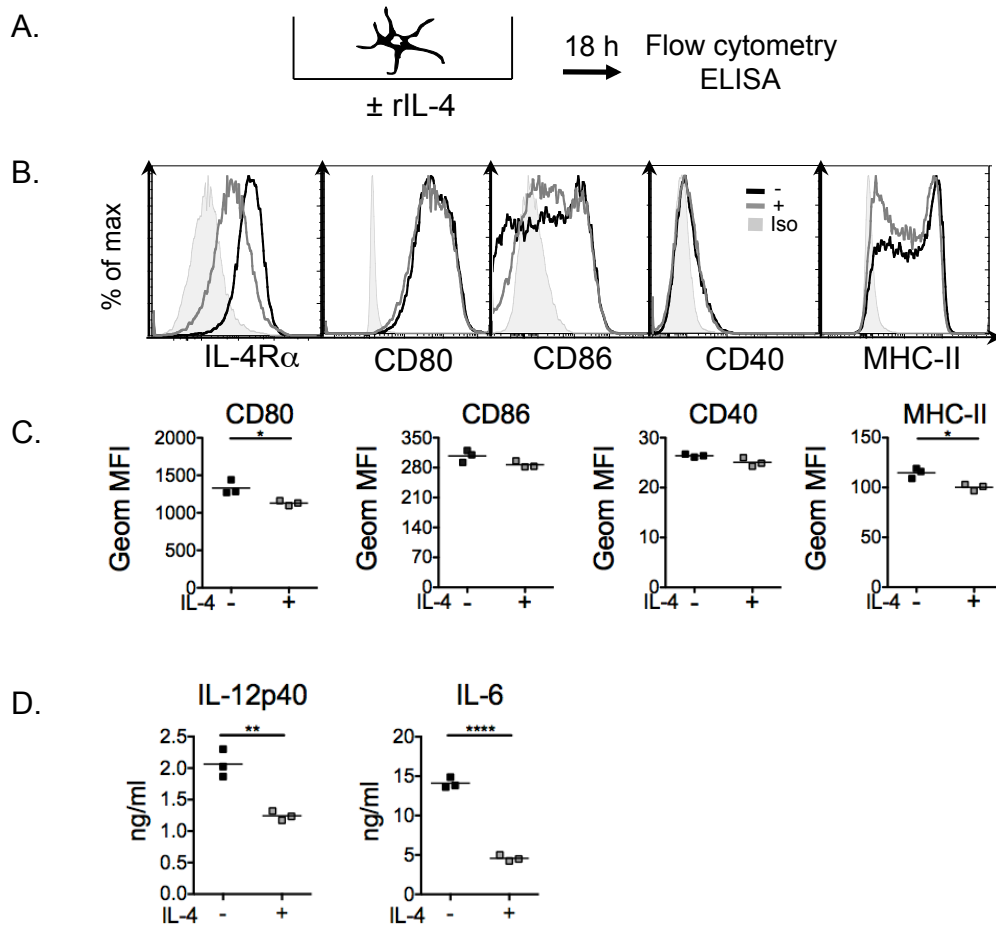 A.
18 h
Flow cytometry
ELISA
± rIL-4
B.
% of max
-
+
Iso
IL-4Rα
CD80
CD86
CD40
MHC-II
C.
CD80
CD86
CD40
MHC-II
Geom MFI
2000
1500
1000
500
0
*
IL-4 - +
Geom MFI
350
280
210
140
70
0
IL-4 - +
Geom MFI
30
20
10
0
IL-4 - +
Geom MFI
150
100
50
0
*
IL-4 - +
D.
IL-12p40
IL-6
ng/ml
2.5
2.0
1.5
1.0
0.5
0.0
**
IL-4 - +
ng/ml
20
15
10
5
0
****
IL-4 - +